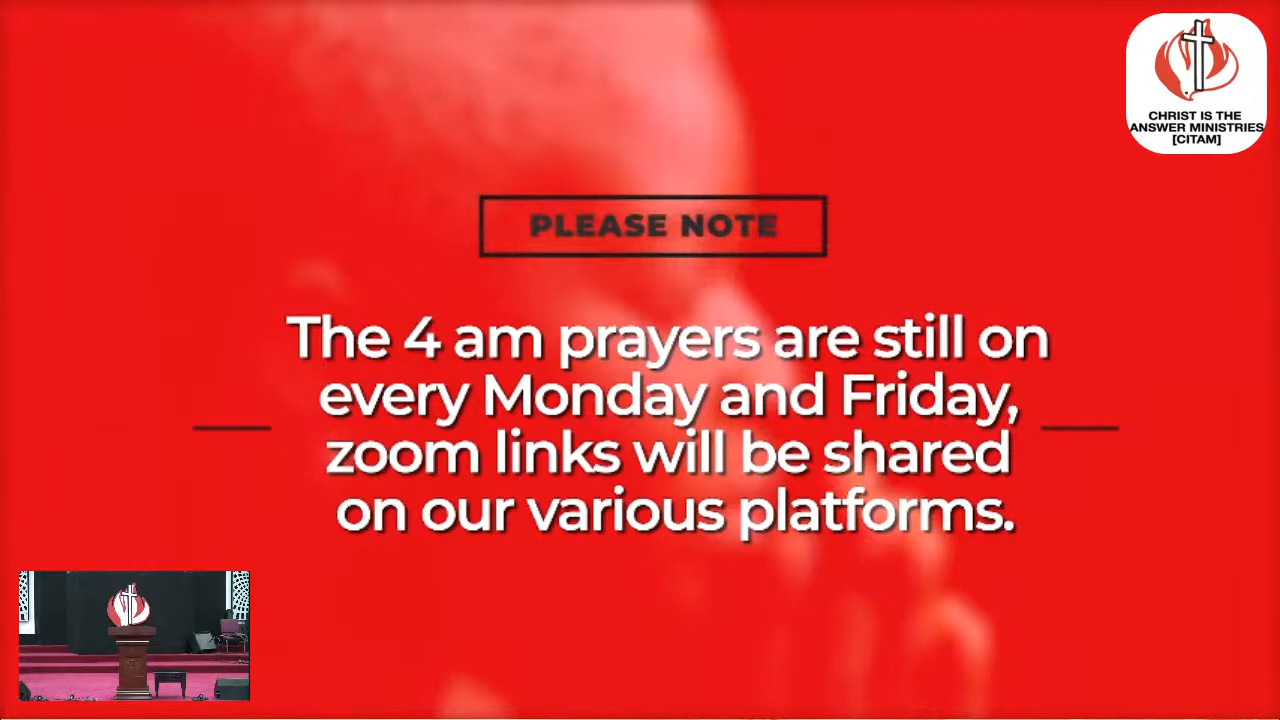 CHRIST IS THE
ANSWER MINISTRIES
[CITAM]
PLEASE NOTE
The 4 am prayers are still on
every Monday and Friday,
zoom links will be shared
on our various platforms.